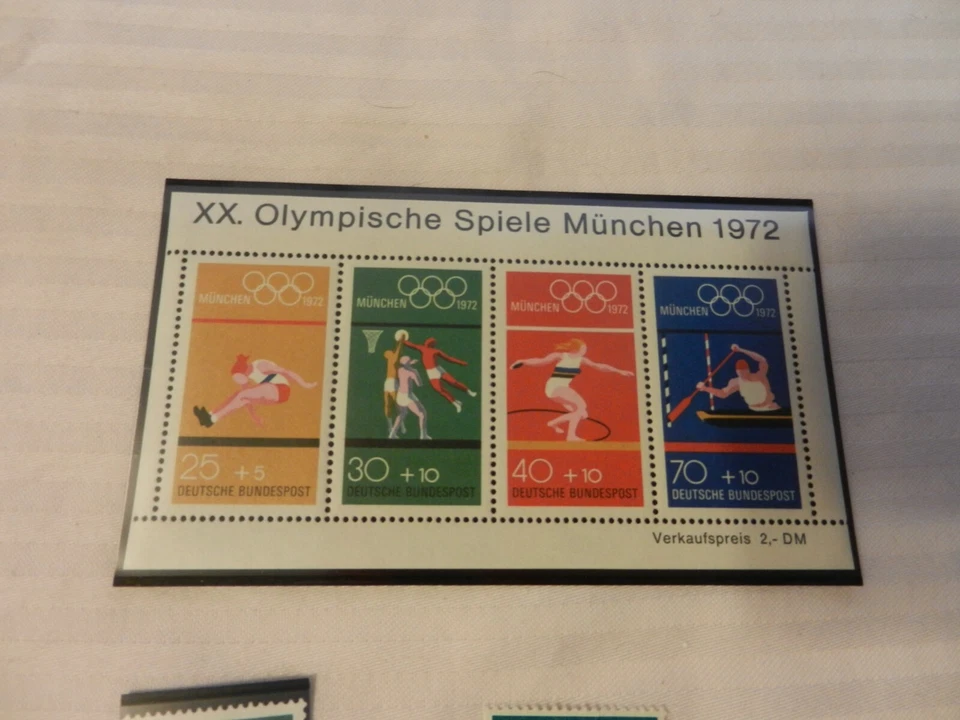 XX. Olympische Spiele München 1972
MÜNCHEN 1972
25 + 5
DEUTSCHE BUNDESPOST
MÜNCHEN 1972
30 + 10
DEUTSCHE BUNDESPOST
MÜNCHEN 1972
40 + 10
DEUTSCHE BUNDESPOST
MÜNCHEN 1972
70 + 10
DEUTSCHE BUNDESPOST
Verkaufspreis 2,- DM